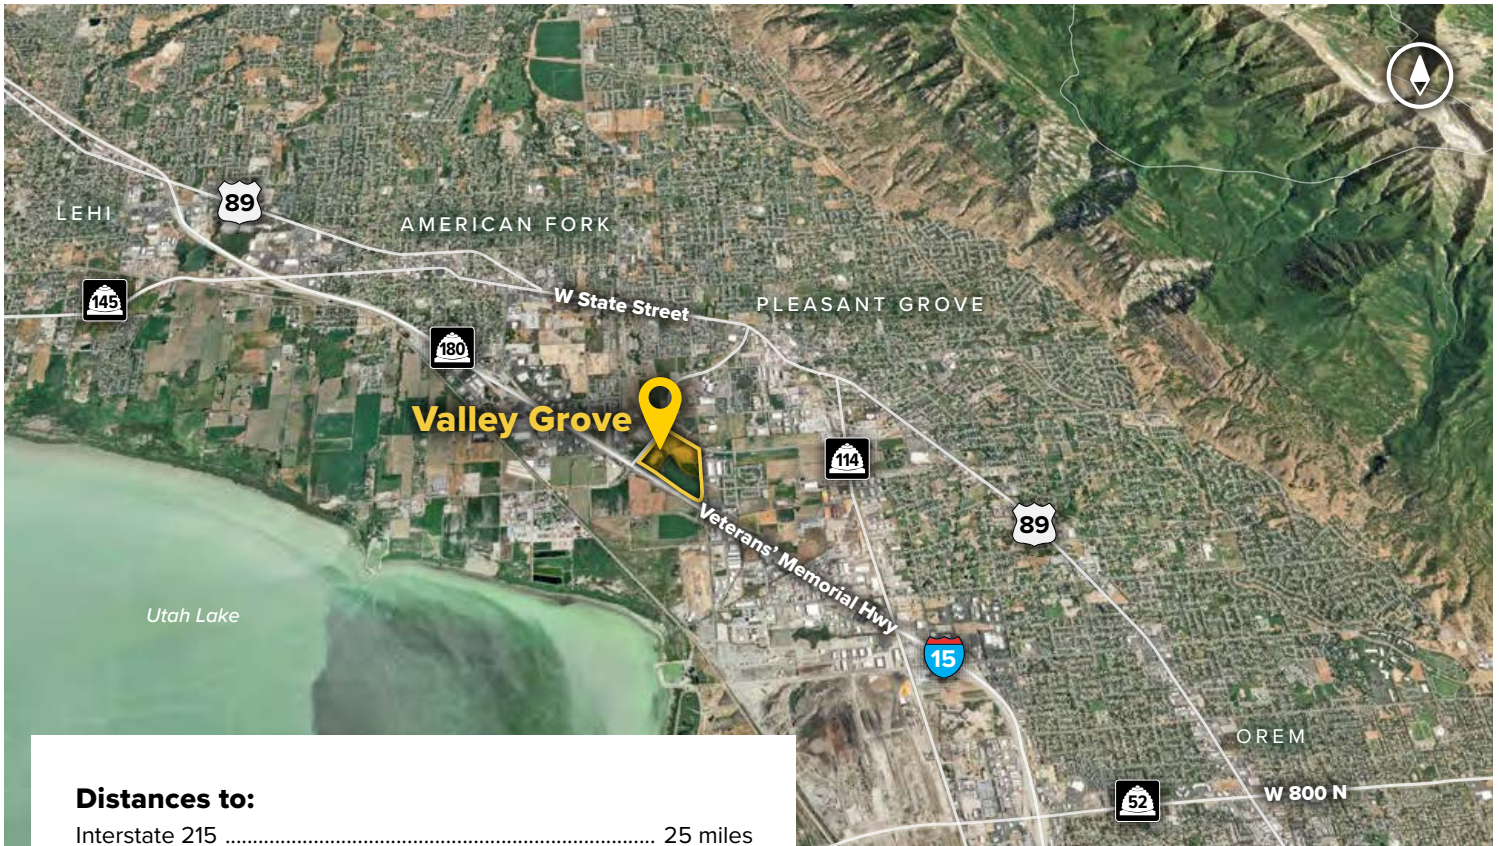 89
LEHI
AMERICAN FORK
145
W State Street
PLEASANT GROVE
180
Valley Grove
114
Veterans’ Memorial Hwy
89
Utah Lake
15
OREM
52
W 800 N
Distances to:
Interstate 215 ................................................................................ 25 miles